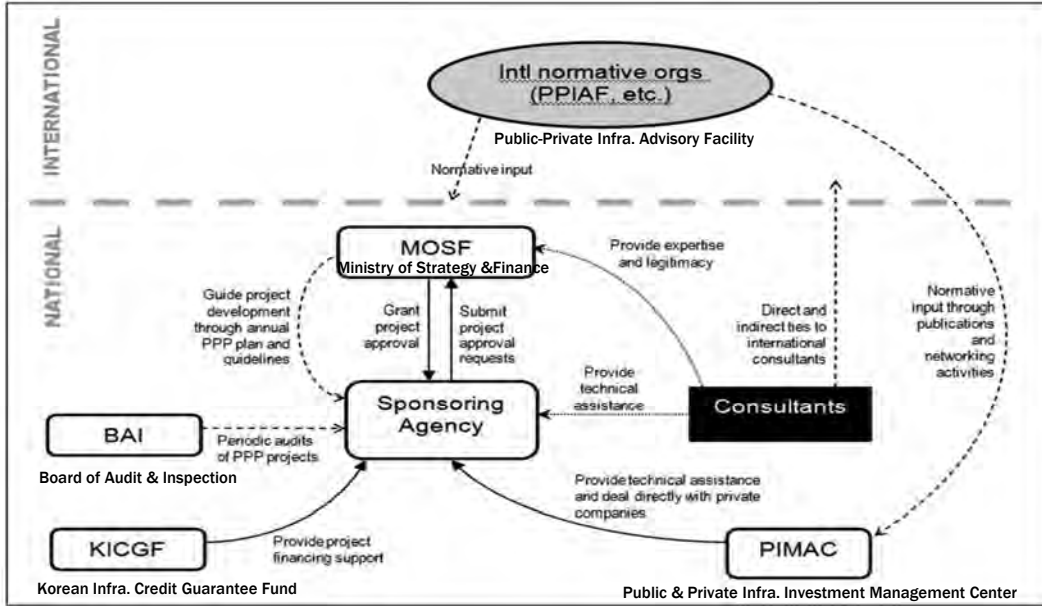 INTERNATIONAL
Intl normative orgs
(PPIAF, etc.)
Public-Private Infra. Advisory Facility
Normative input
NATIONAL
MOSF
Ministry of Strategy &Finance
Provide expertise
and legitimacy
Guide project
development
through annual
PPP plan and
guidelines
Grant
project
approval
Submit
project
approval
requests
Direct and
indirect ties to
international
consultants
Normative
input through
publications
and
networking
activities
Provide
technical
assistance
Sponsoring
Agency
Consultants
BAI
Board of Audit & Inspection
Periodic audits
of PPP projects
Provide technical assistance
and deal directly with private
companies
KICGF
Korean Infra. Credit Guarantee Fund
Provide project
financing support
PIMAC
Public & Private Infra. Investment Management Center